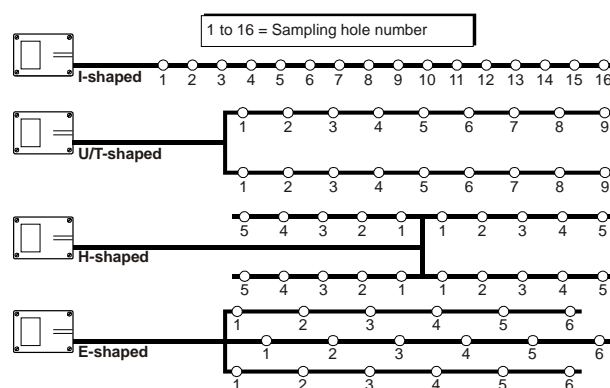 1 to 16 = Sampling hole number
I-shaped
1 2 3 4 5 6 7 8 9 10 11 12 13 14 15 16
1 2 3 4 5 6 7 8 9
U/T-shaped
1 2 3 4 5 6 7 8 9
5 4 3 2 1 1 2 3 4 5
H-shaped
5 4 3 2 1 1 2 3 4 5
1 2 3 4 5 6
E-shaped
1 2 3 4 5 6
1 2 3 4 5 6